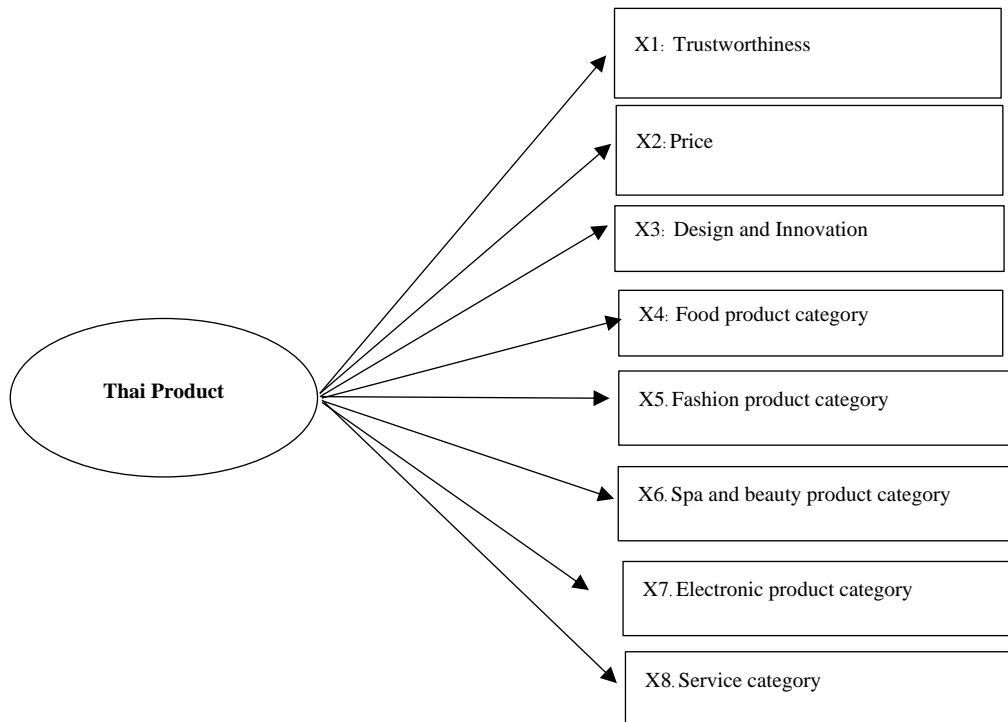 X1: Trustworthiness
X2: Price
X3: Design and Innovation
X4: Food product category
Thai Product
X5. Fashion product category
X6. Spa and beauty product category
X7. Electronic product category
X8. Service category